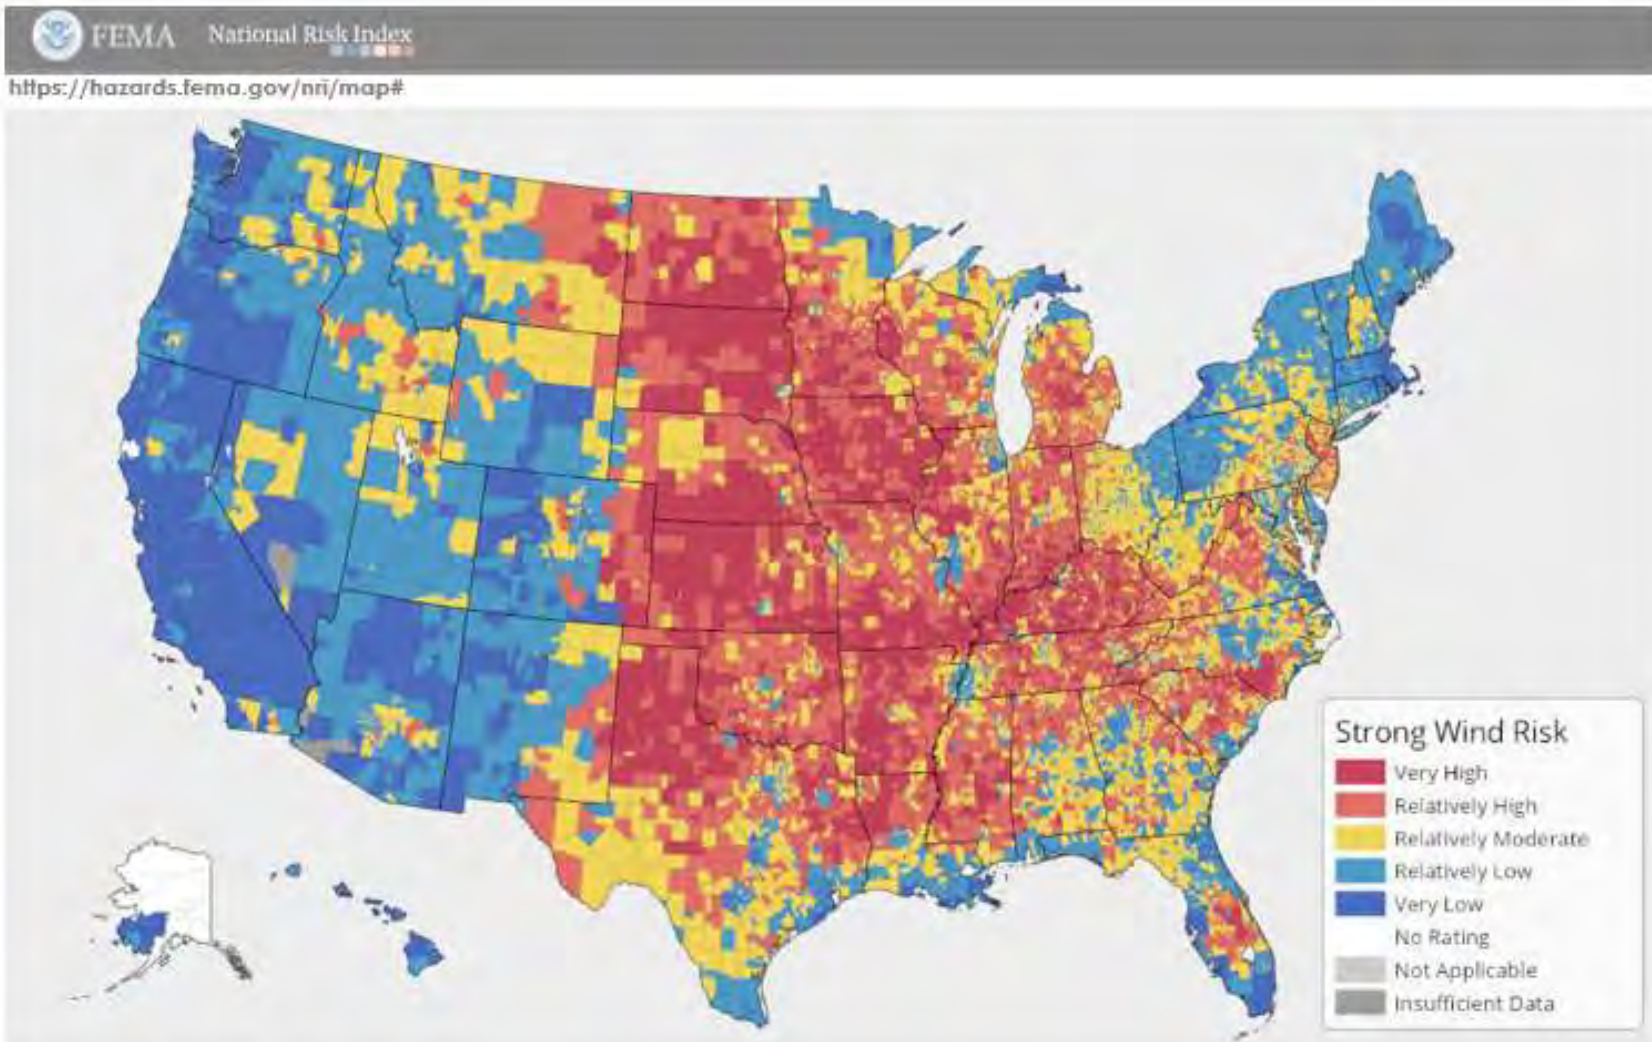 FEMA National Risk Index
https://hazards.fema.gov/nri/map#
Strong Wind Risk
Very High
Relatively High
Relatively Moderate
Relatively Low
Very Low
No Rating
Not Applicable
Insufficient Data